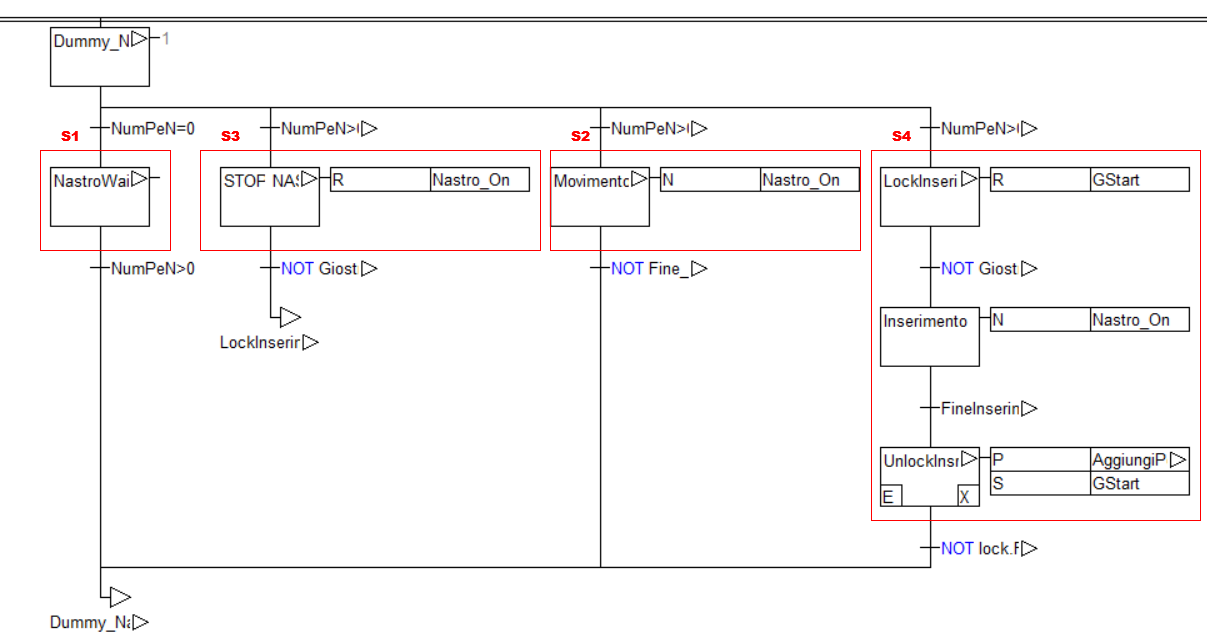 Dummy_N
1
NumPeN=0
NumPeN>
NumPeN>
NumPeN>
S1
S3
S2
S4
NastroWai
STOF NAS
R Nastro_On
Movimento
N Nastro_On
LockInseri
R GStart
NumPeN>0
NOT Giost
NOT Fine_
NOT Giost
LockInserir
Inserimento
N Nastro_On
FineInserin
UnlockInsr
P AggiungiP
S GStart
E X
NOT lock.F
Dummy_Na